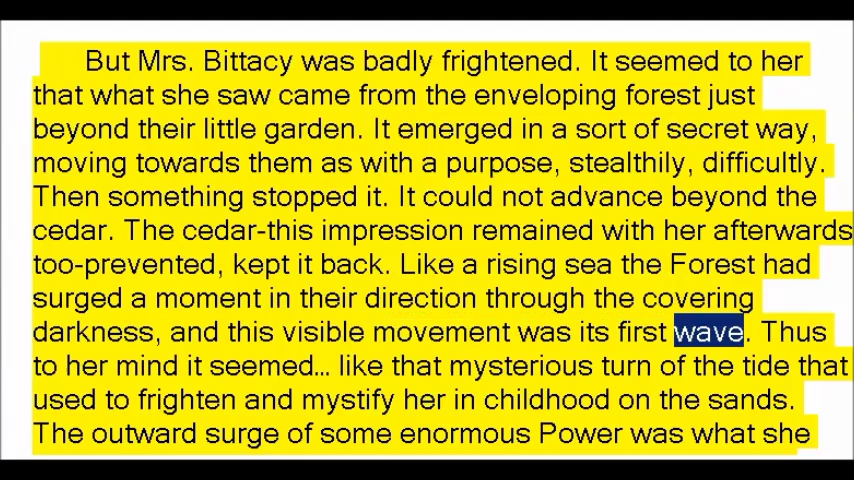 But Mrs. Bittacy was badly frightened. It seemed to her
that what she saw came from the enveloping forest just
beyond their little garden. It emerged in a sort of secret way,
moving towards them as with a purpose, stealthily, difficultly.
Then something stopped it. It could not advance beyond the
cedar. The cedar-this impression remained with her afterwards
too-prevented, kept it back. Like a rising sea the Forest had
surged a moment in their direction through the covering
darkness, and this visible movement was its first wave. Thus
to her mind it seemed... like that mysterious turn of the tide that
used to frighten and mystify her in childhood on the sands.
The outward surge of some enormous Power was what she